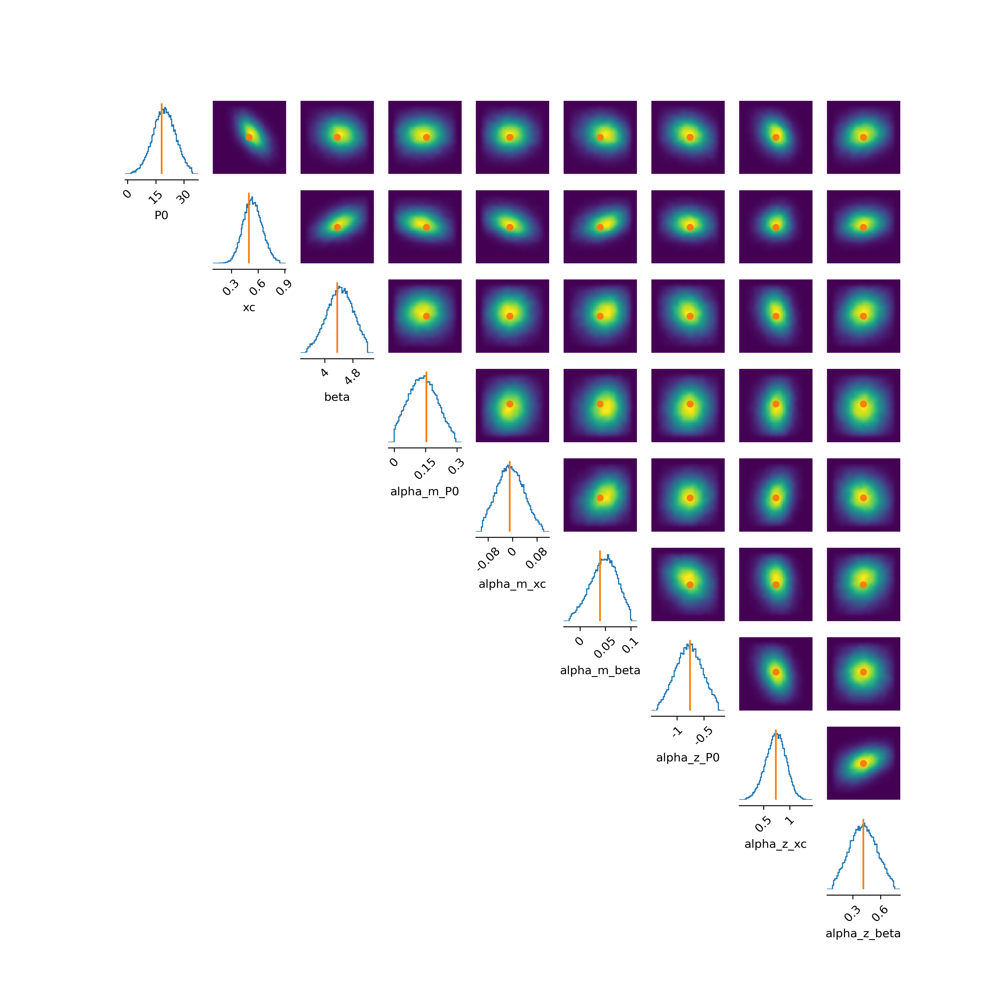 0 15 30
P0
0.3 0.6 0.9
xc
4 4.8
beta
0 0.15 0.3
alpha_m_P0
-0.08 0 0.08
alpha_m_xc
0 0.05 0.1
alpha_m_beta
-1 -0.5
alpha_z_P0
0.5 1
alpha_z_xc
0.3 0.6
alpha_z_beta